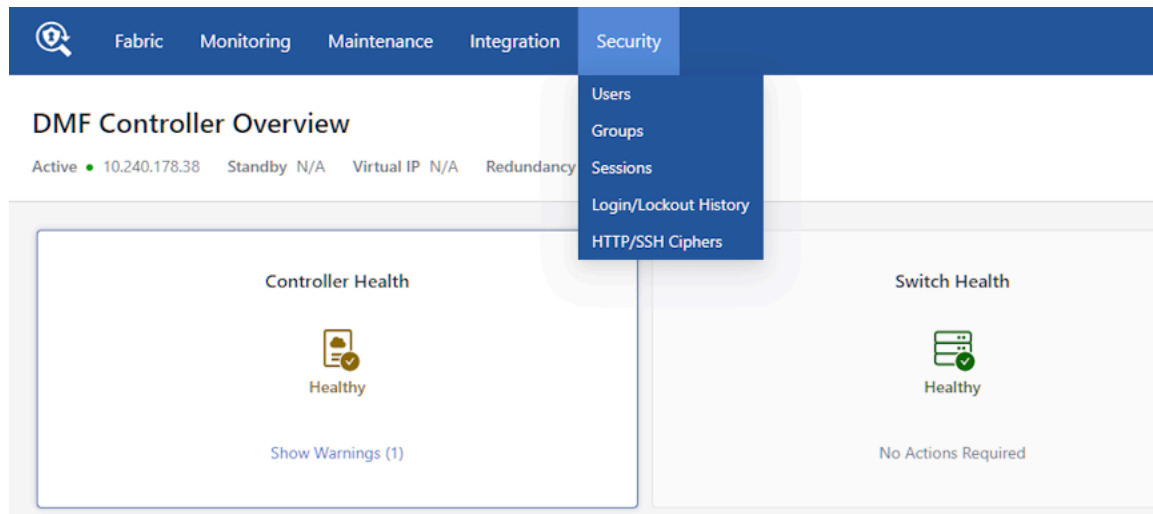 Fabric Monitoring Maintenance Integration Security
Users
Groups
Sessions
Login/Lockout History
HTTP/SSH Ciphers
DMF Controller Overview
Active 10.240.178.38 Standby N/A Virtual IP N/A Redundancy
Controller Health
Healthy
Show Warnings (1)
Switch Health
Healthy
No Actions Required